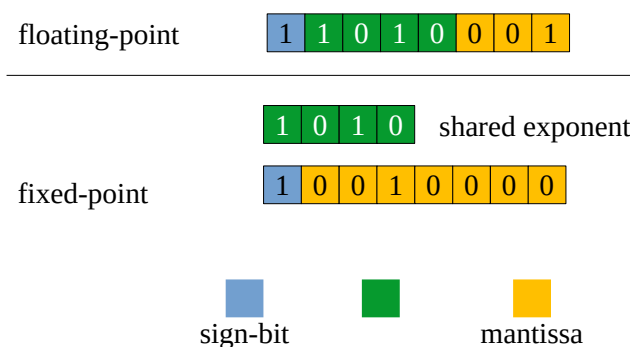 floating-point 1 1 0 1 0 0 0 1
1 0 1 0 shared exponent
fixed-point 1 0 0 1 0 0 0 0
sign-bit mantissa